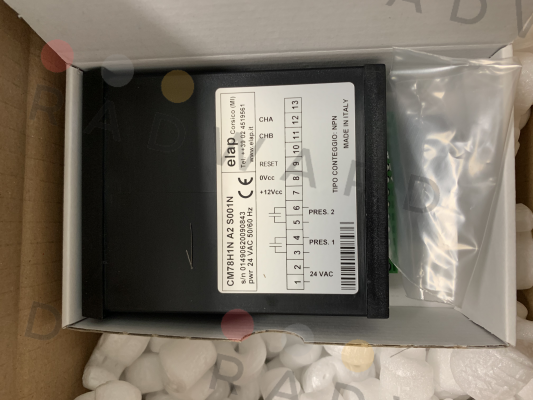 elap Corsico (MI)
Tel. ++39 02 4519561
www.elap.it
CE
CM78H1N A2 S001N
s/n 01490620090843
pwr: 24 VAC 50/60 Hz
13
CHA 12
CHB 11
10
RESET 9
0Vcc 8
+12Vcc 7
6 PRES. 2
5
4 PRES. 1
3
2 24 VAC
1
TIPO CONTEGGIO: NPN
MADE IN ITALY